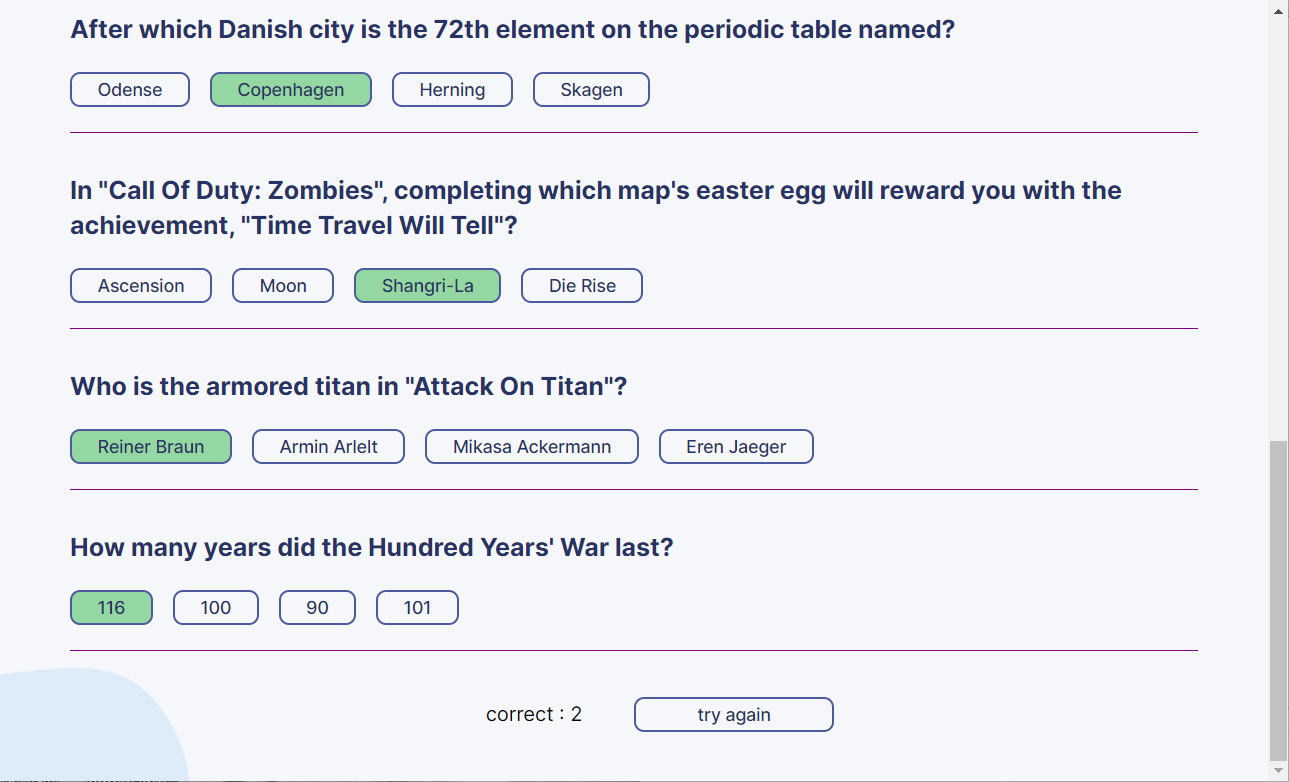 After which Danish city is the 72th element on the periodic table named?
Odense Copenhagen Herning Skagen
In "Call Of Duty: Zombies", completing which map's easter egg will reward you with the
achievement, "Time Travel Will Tell"?
Ascension Moon Shangri-La Die Rise
Who is the armored titan in "Attack On Titan"?
Reiner Braun Armin Arlelt Mikasa Ackermann Eren Jaeger
How many years did the Hundred Years' War last?
116 100 90 101
correct : 2 try again